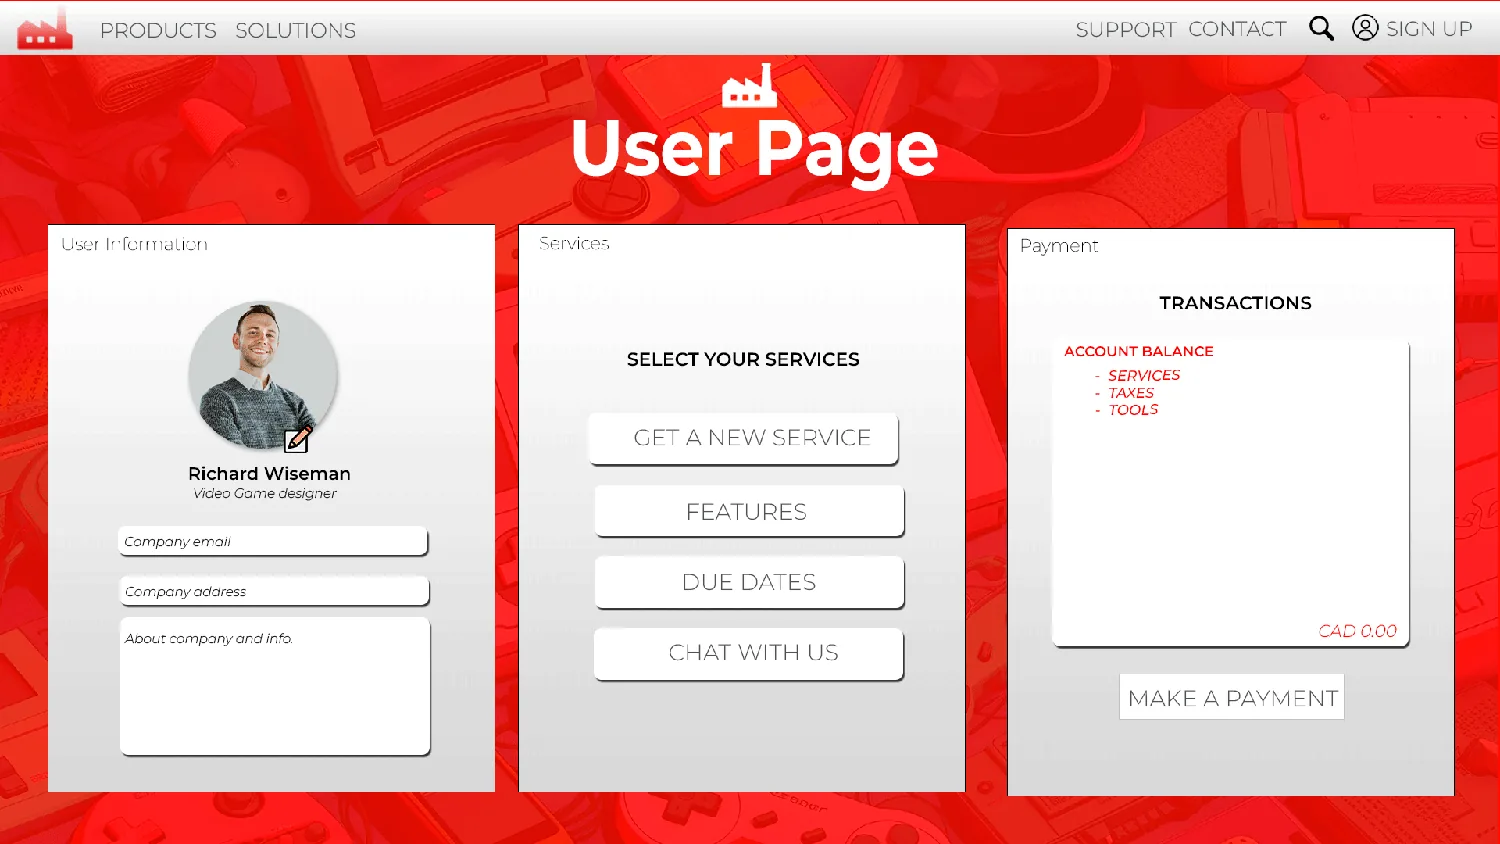 PRODUCTS SOLUTIONS
SUPPORT CONTACT SIGN UP
User Page
User Information
Richard Wiseman
Video Game designer
Company email
Company address
About company and info.
Services
SELECT YOUR SERVICES
GET A NEW SERVICE
FEATURES
DUE DATES
CHAT WITH US
Payment
TRANSACTIONS
ACCOUNT BALANCE
- SERVICES
- TAXES
- TOOLS
CAD 0.00
MAKE A PAYMENT